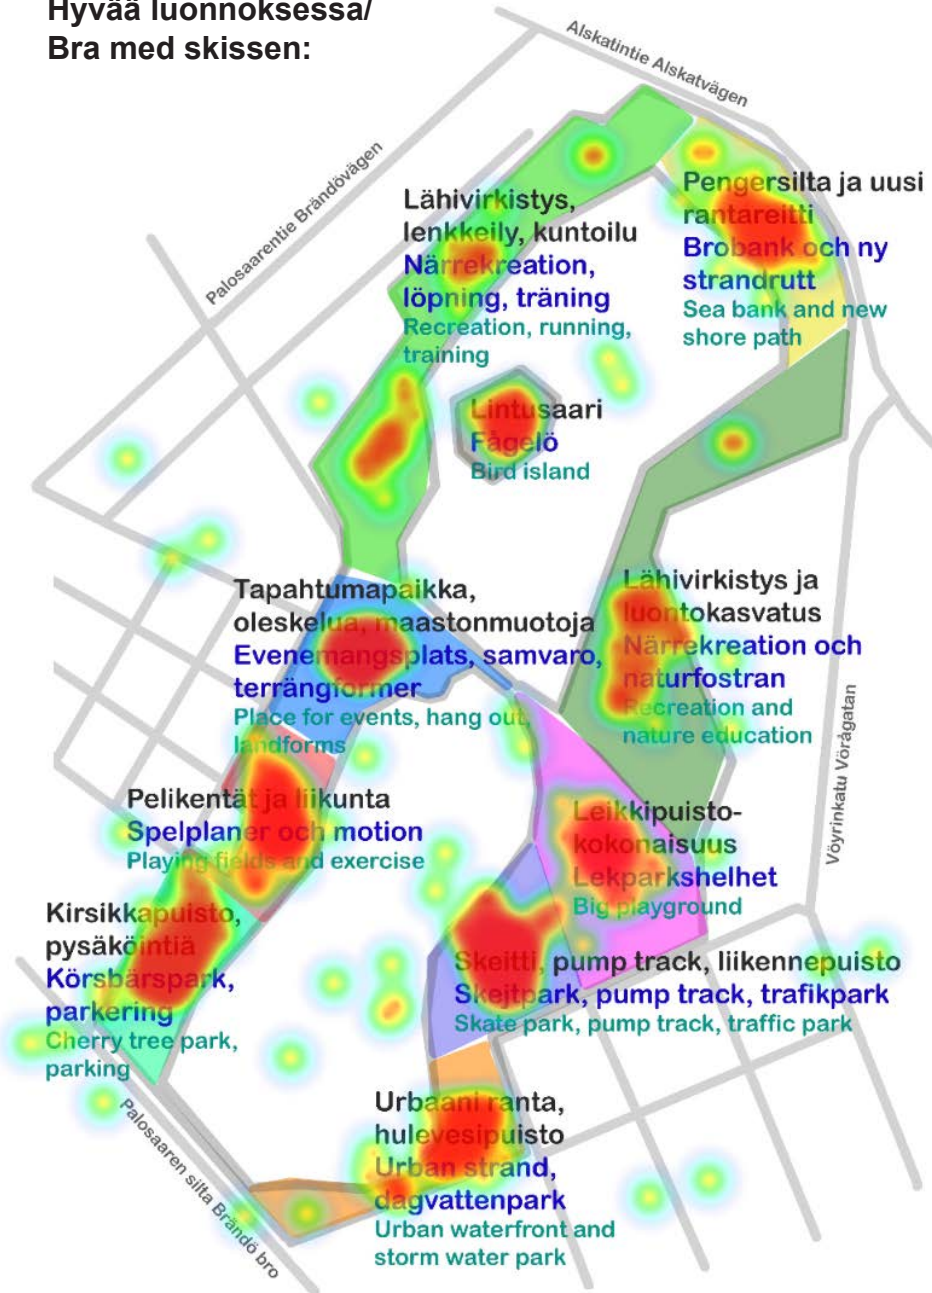 Hyvää luonnoksessa/
Bra med skissen:
Alskatintie Alskatvägen
Palosaarentie Brändövägen
Lähivirkistys,
lenkkeily, kuntoilu
Närrekreation,
löpning, träning
Recreation, running,
training
Pengersilta ja uusi
rantareitti
Brobank och ny
strandrutt
Sea bank and new
shore path
Lintusaari
Fågelö
Bird island
Tapahtumapaikka,
oleskelua, maastonmuotoja
Evenemangsplats, samvaro,
terrängformer
Place for events, hang out,
landforms
Lähivirkistys ja
luontokasvatus
Närrekreation och
naturfostran
Recreation and
nature education
Vöyrinkatu Vörågatan
Pelikentät ja liikunta
Spelplaner och motion
Playing fields and exercise
Leikkipuisto-
kokonaisuus
Lekparkshelhet
Big playground
Kirsikkapuisto,
pysäköintiä
Körsbärspark,
parkering
Cherry tree park,
parking
Skeitti, pump track, liikennepuisto
Skejtpark, pump track, trafikpark
Skate park, pump track, traffic park
Urbaani ranta,
hulevesipuisto
Urban strand,
dagvattenpark
Urban waterfront and
storm water park
Palosaaren silta Brändö bro